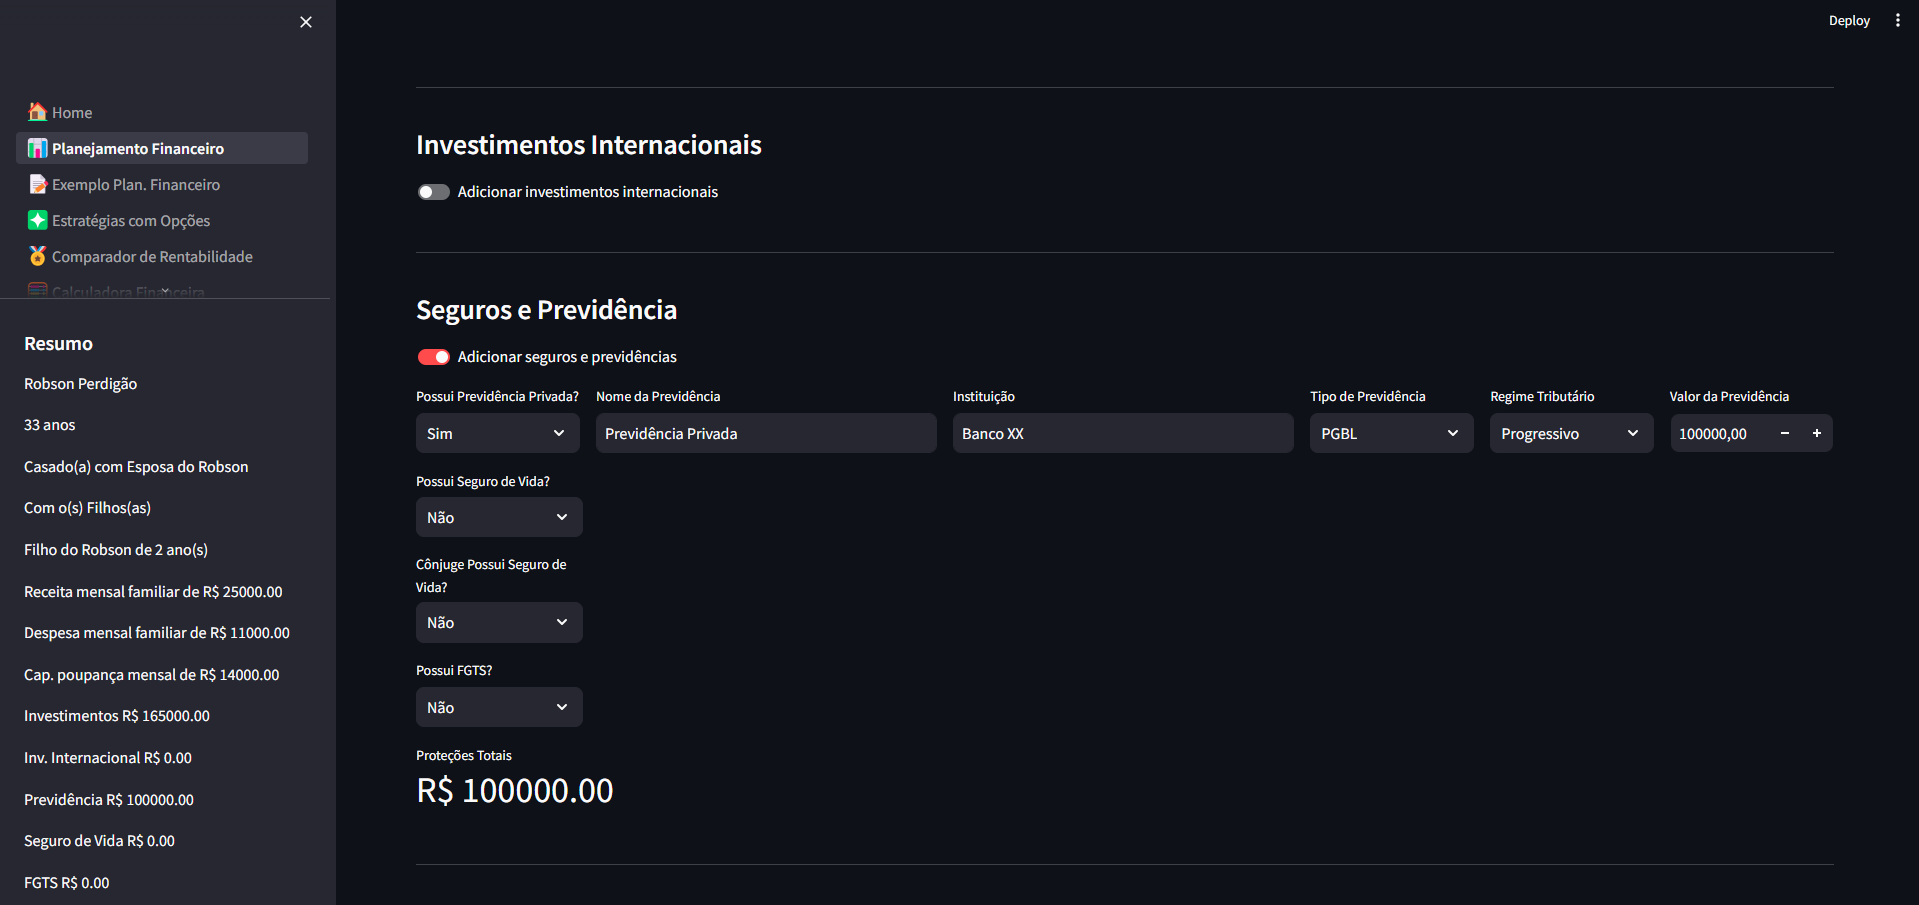 Deploy
Home
Planejamento Financeiro
Exemplo Plan. Financeiro
Estratégias com Opções
Comparador de Rentabilidade
Calculadora Financeira
Resumo
Robson Perdigão
33 anos
Casado(a) com Esposa do Robson
Com o(s) Filhos(as)
Filho do Robson de 2 ano(s)
Receita mensal familiar de R$ 25000.00
Despesa mensal familiar de R$ 11000.00
Cap. poupança mensal de R$ 14000.00
Investimentos R$ 165000.00
Inv. Internacional R$ 0.00
Previdência R$ 100000.00
Seguro de Vida R$ 0.00
FGTS R$ 0.00
Investimentos Internacionais
Adicionar investimentos internacionais
Seguros e Previdência
Adicionar seguros e previdências
Possui Previdência Privada? Nome da Previdência Instituição Tipo de Previdência Regime Tributário Valor da Previdência
Sim Previdência Privada Banco XX PGBL Progressivo 100000,00
Possui Seguro de Vida?
Não
Cônjuge Possui Seguro de
Vida?
Não
Possui FGTS?
Não
Proteções Totais
R$ 100000.00